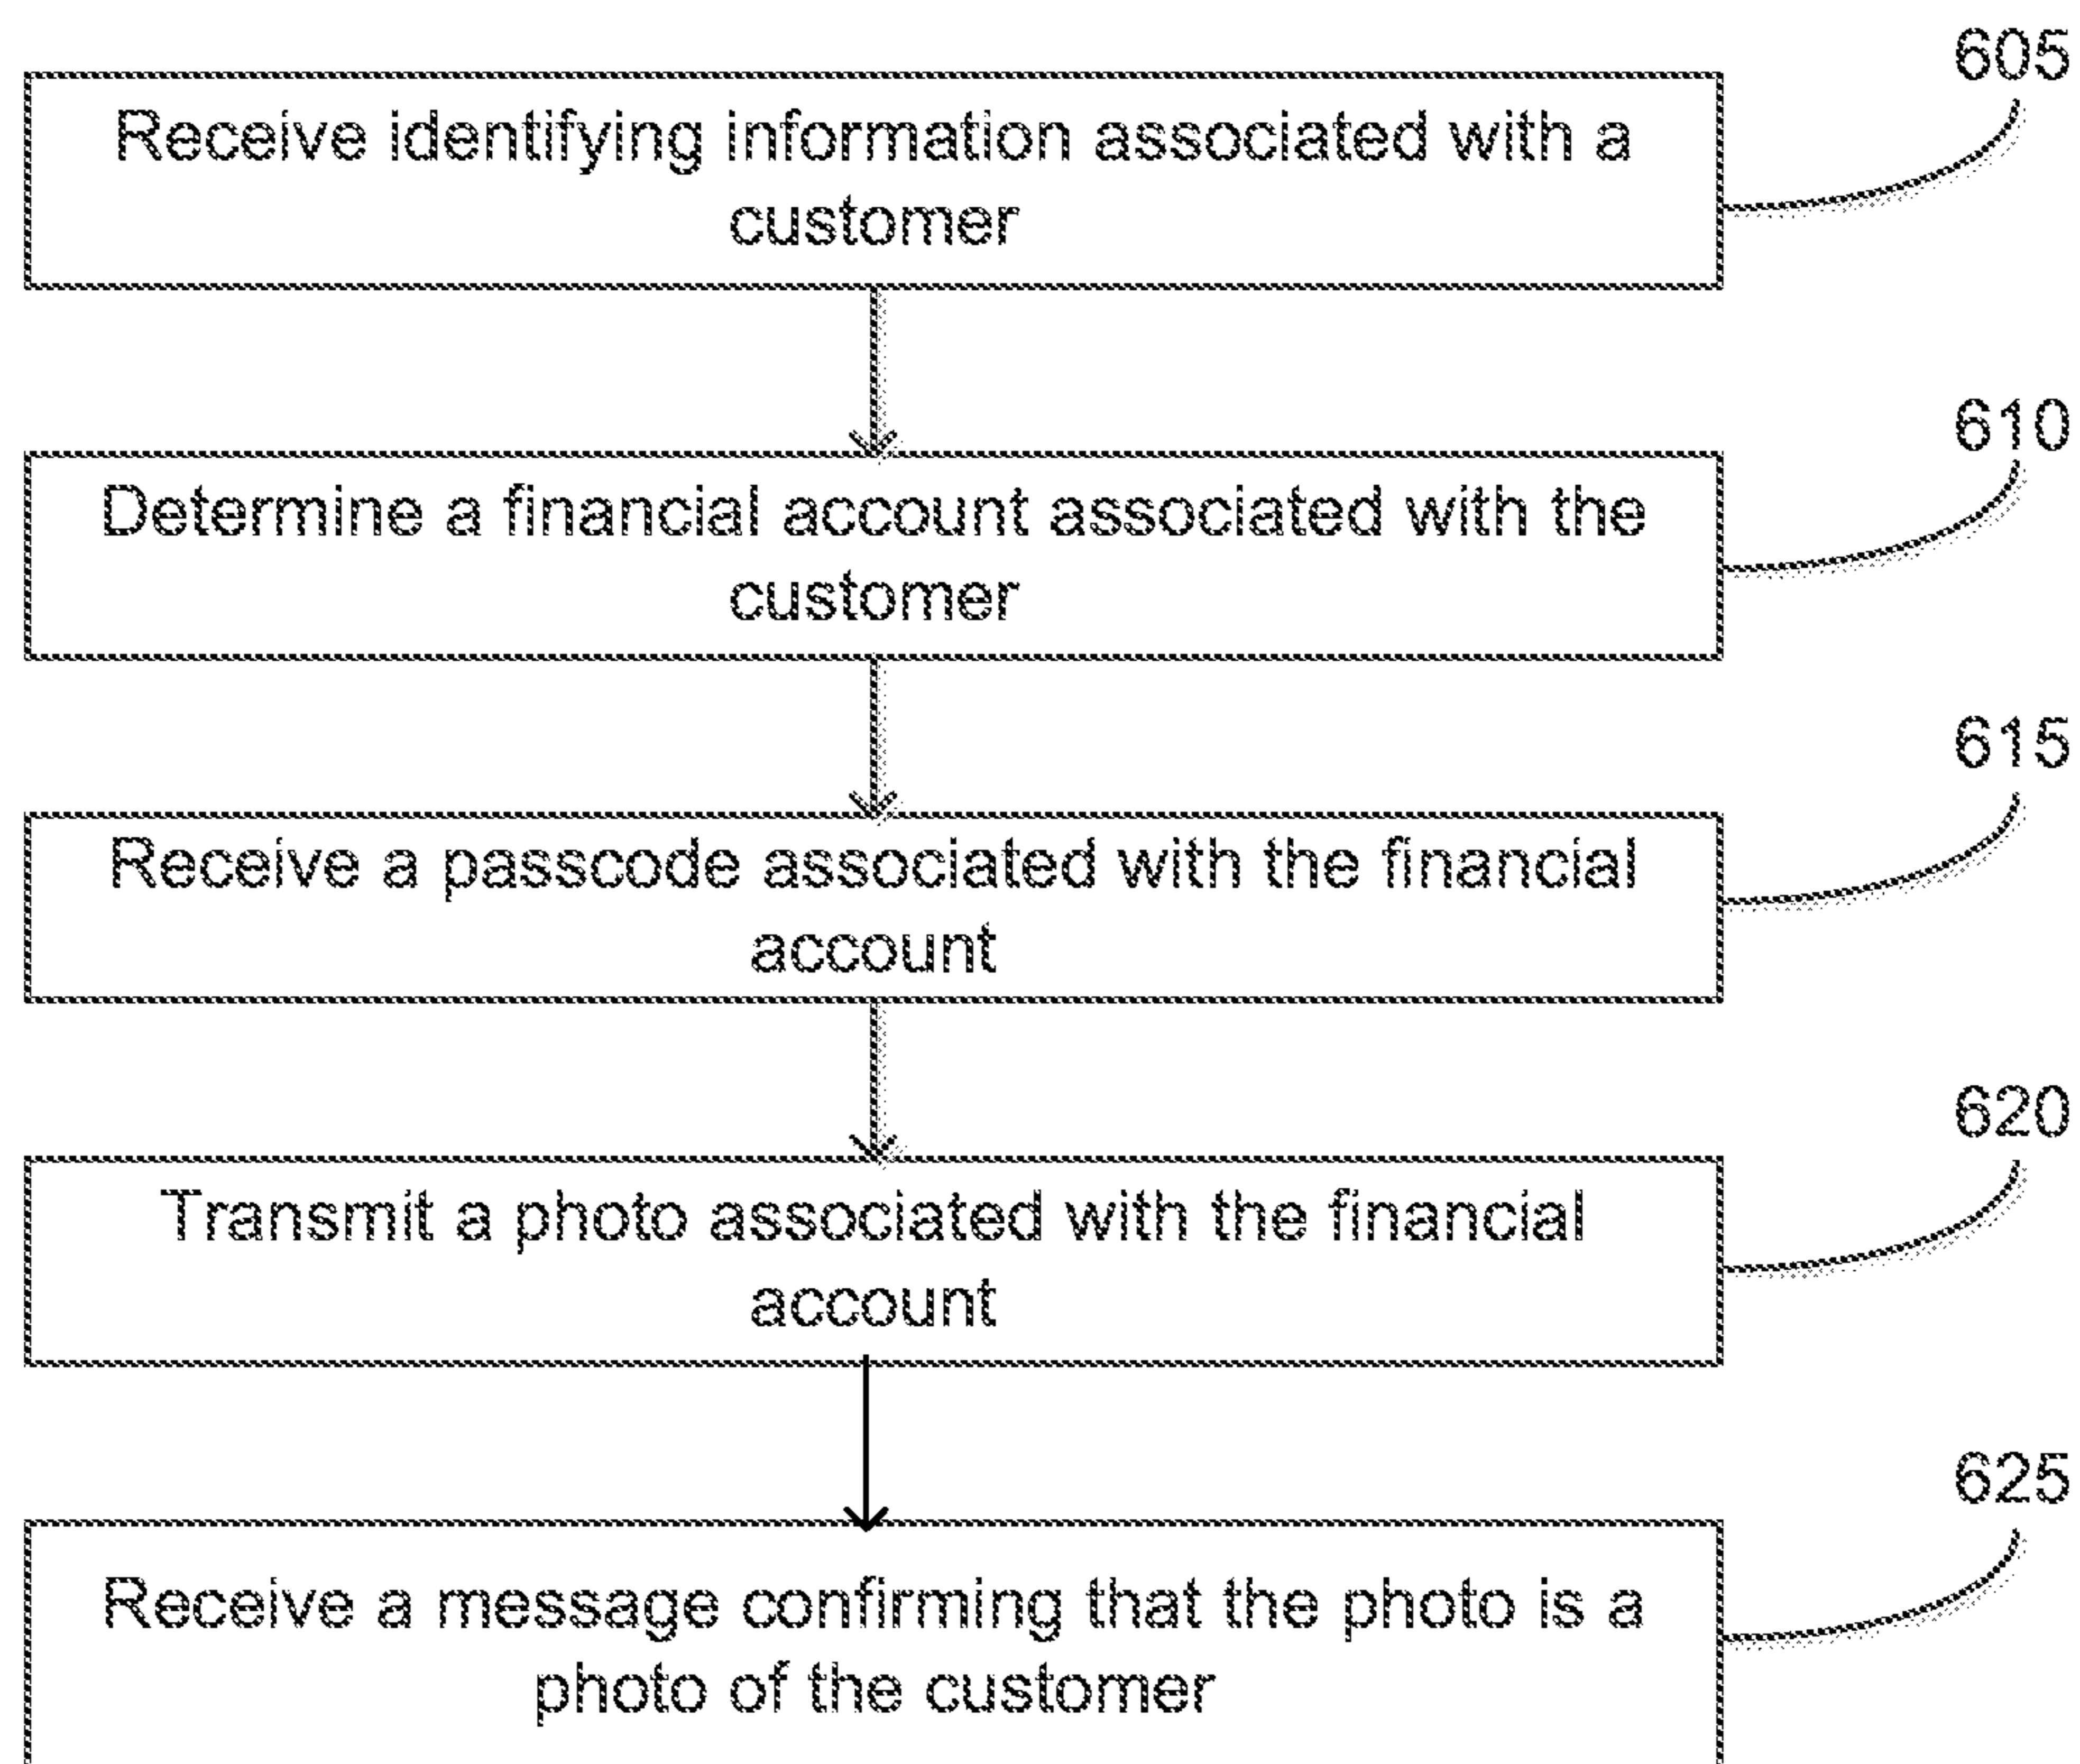 605
Receive identifying information associated with a
customer
610
Determine a financial account associated with the
customer
615
Receive a passcode associated with the financial
account
620
Transmit a photo associated with the financial
account
625
Receive a message confirming that the photo is a
photo of the customer